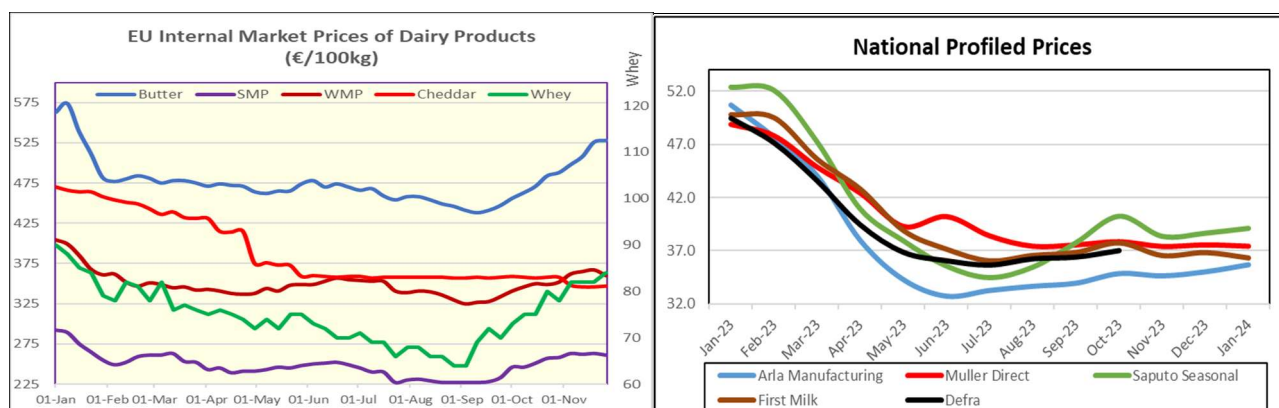 EU Internal Market Prices of Dairy Products
(€/100kg)
Whey
Butter SMP WMP Cheddar Whey
575
525
475
425
375
325
275
225
120
110
100
90
80
70
60
01-Jan 01-Feb 01-Mar 01-Apr 01-May 01-Jun 01-Jul 01-Aug 01-Sep 01-Oct 01-Nov
National Profiled Prices
52.0
47.0
42.0
37.0
32.0
Jan-23 Feb-23 Mar-23 Apr-23 May-23 Jun-23 Jul-23 Aug-23 Sep-23 Oct-23 Nov-23 Dec-23 Jan-24
Arla Manufacturing Muller Direct Saputo Seasonal
First Milk Defra